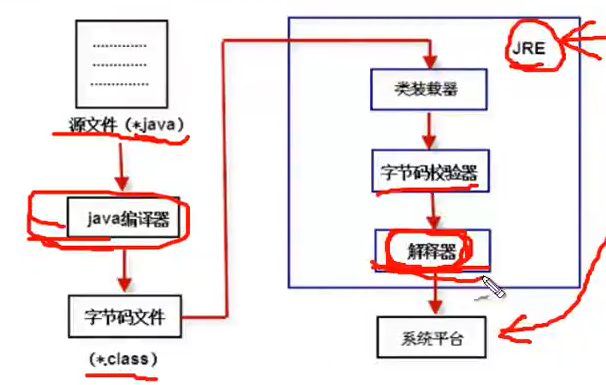 源文件（*.java）
java编译器
字节码文件
（*.class）
JRE
类装载器
字节码校验器
解释器
系统平台